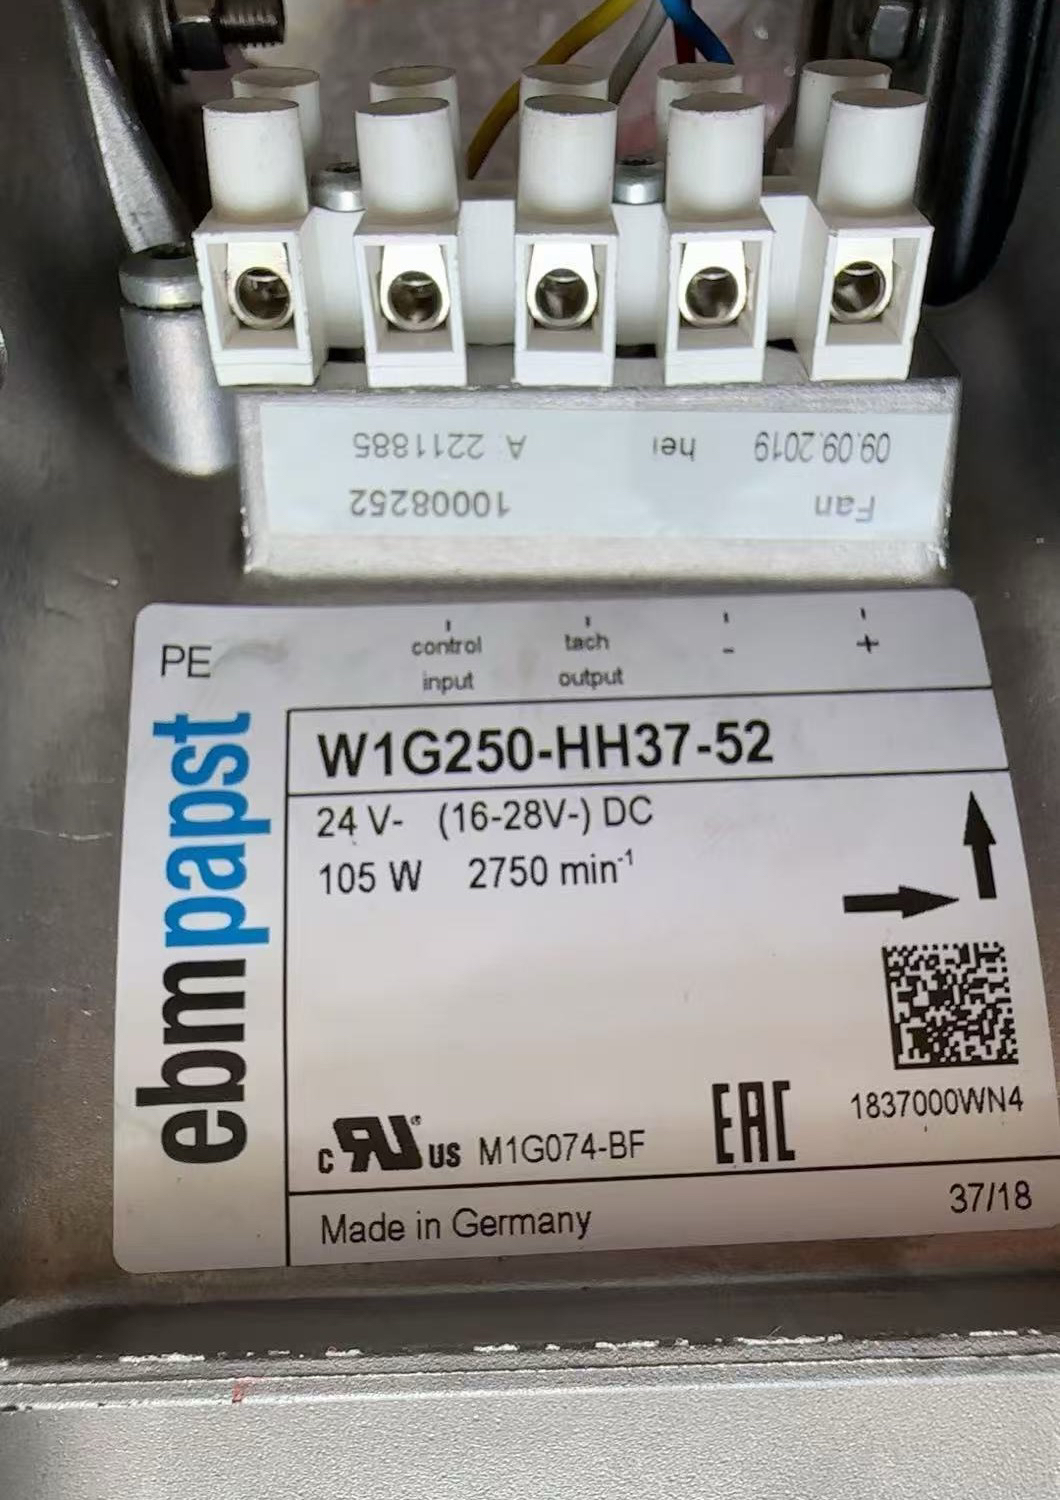 09.09.2019 hei A 2211885
Fan 10008252
PE
control input
tach output
-
+
ebmpapst
W1G250-HH37-52
24 V- (16-28V-) DC
105 W 2750 min⁻¹
c RU® US M1G074-BF
EAC
1837000WN4
Made in Germany
37/18